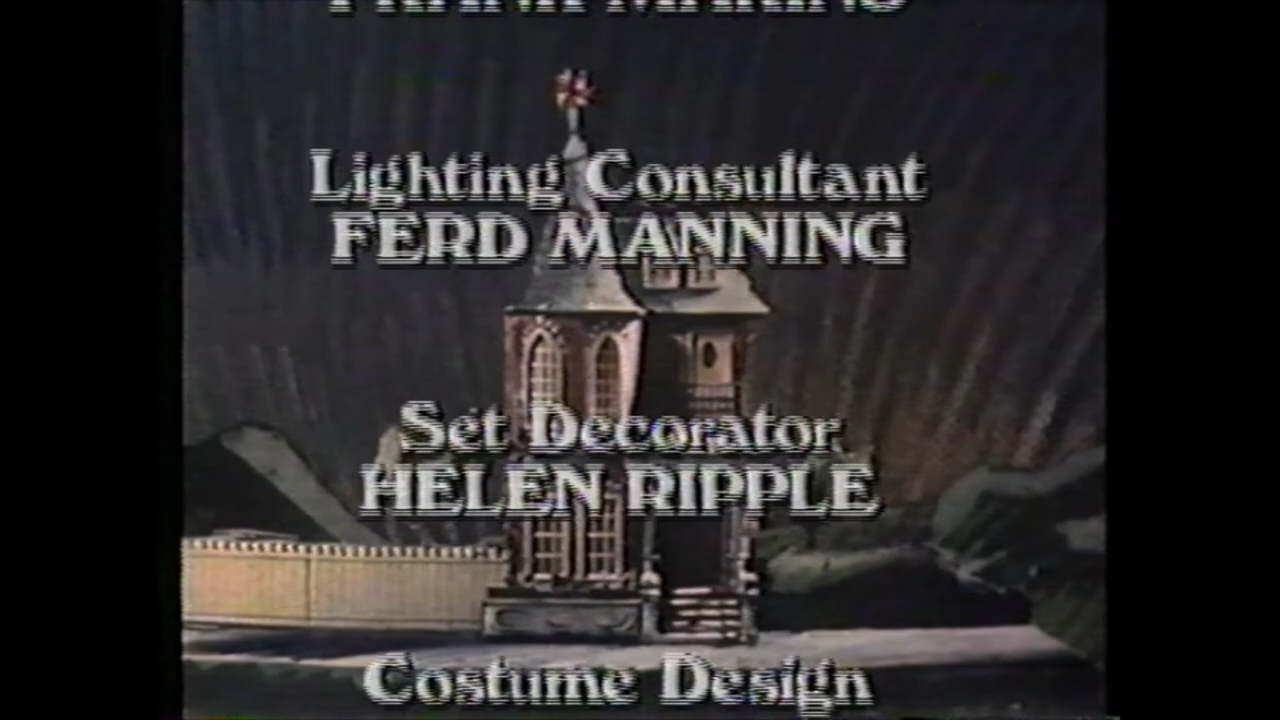 Lighting Consultant
FERD MANNING
Set Decorator
HELEN RIPPLE
Costume Design